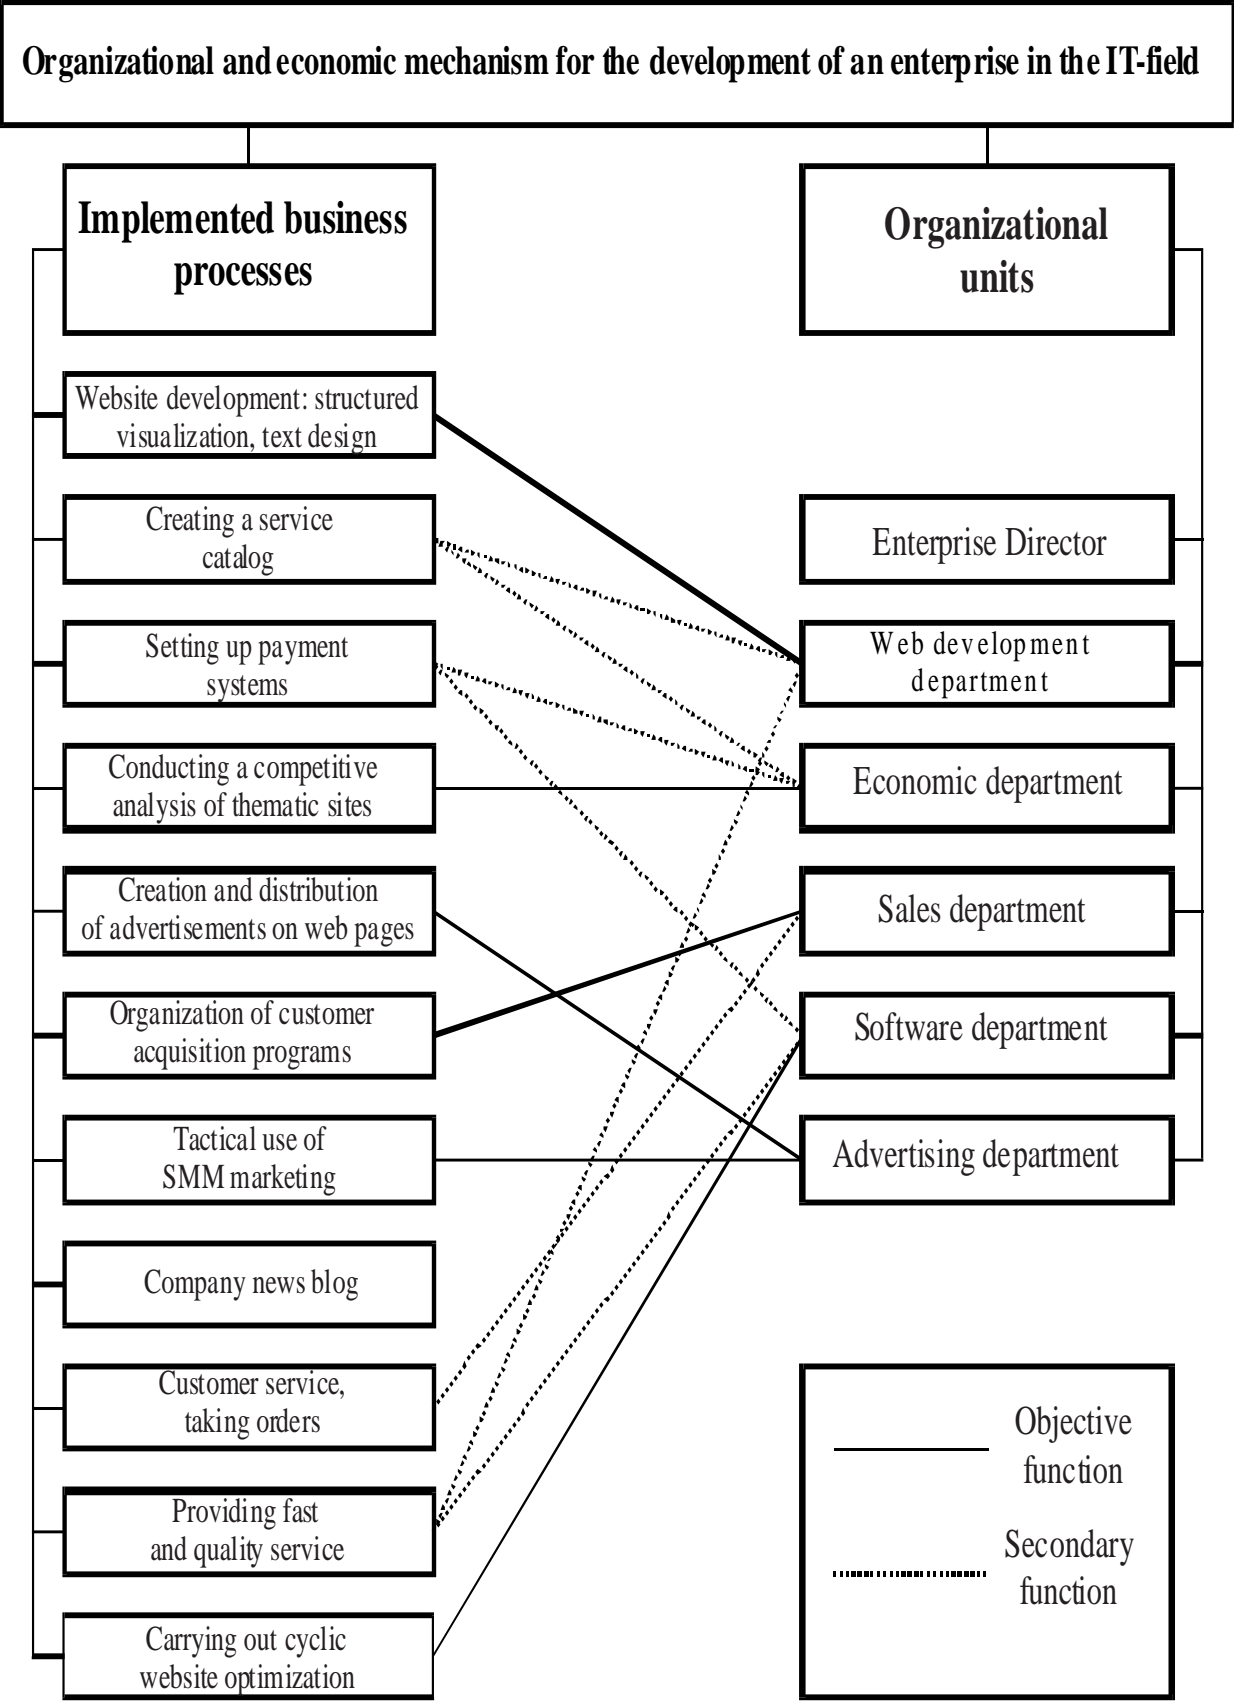 Organizational and economic mechanism for the development of an enterprise in the IT-field
Implemented business
processes
Organizational
units
Website development: structured
visualization, text design
Creating a service
catalog
Setting up payment
systems
Conducting a competitive
analysis of thematic sites
Creation and distribution
of advertisements on web pages
Organization of customer
acquisition programs
Tactical use of
SMM marketing
Company news blog
Customer service,
taking orders
Providing fast
and quality service
Carrying out cyclic
website optimization
Enterprise Director
Web development
department
Economic department
Sales department
Software department
Advertising department
Objective
function
Secondary
function